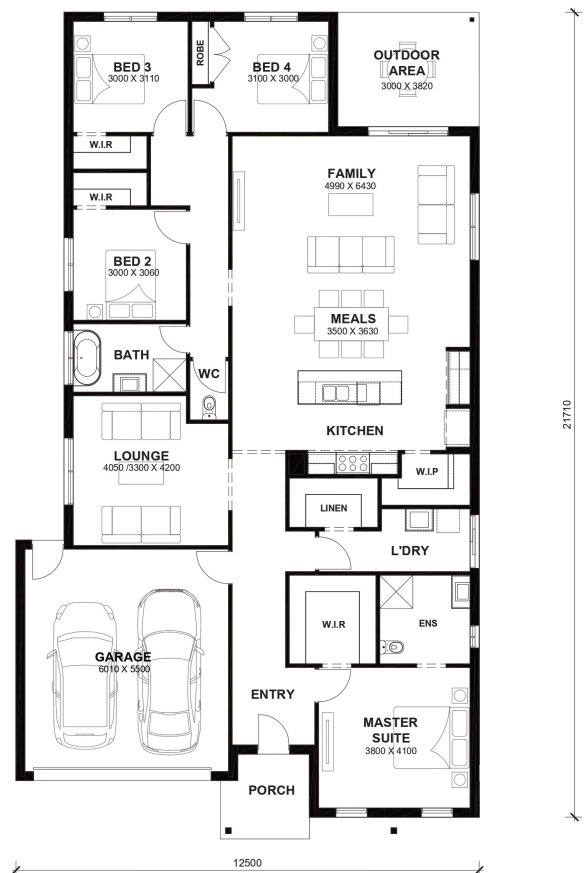 BED 3
3000 X 3110
ROBE
BED 4
3100 X 3000
OUTDOOR
AREA
3000 X 3820
W.I.R
W.I.R
FAMILY
4990 X 6430
BED 2
3000 X 3060
MEALS
3500 X 3630
BATH
WC
KITCHEN
LOUNGE
4050 /3300 X 4200
W.I.P
LINEN
L'DRY
W.I.R
ENS
GARAGE
6010 X 5500
ENTRY
MASTER
SUITE
3800 X 4100
PORCH
21710
12500